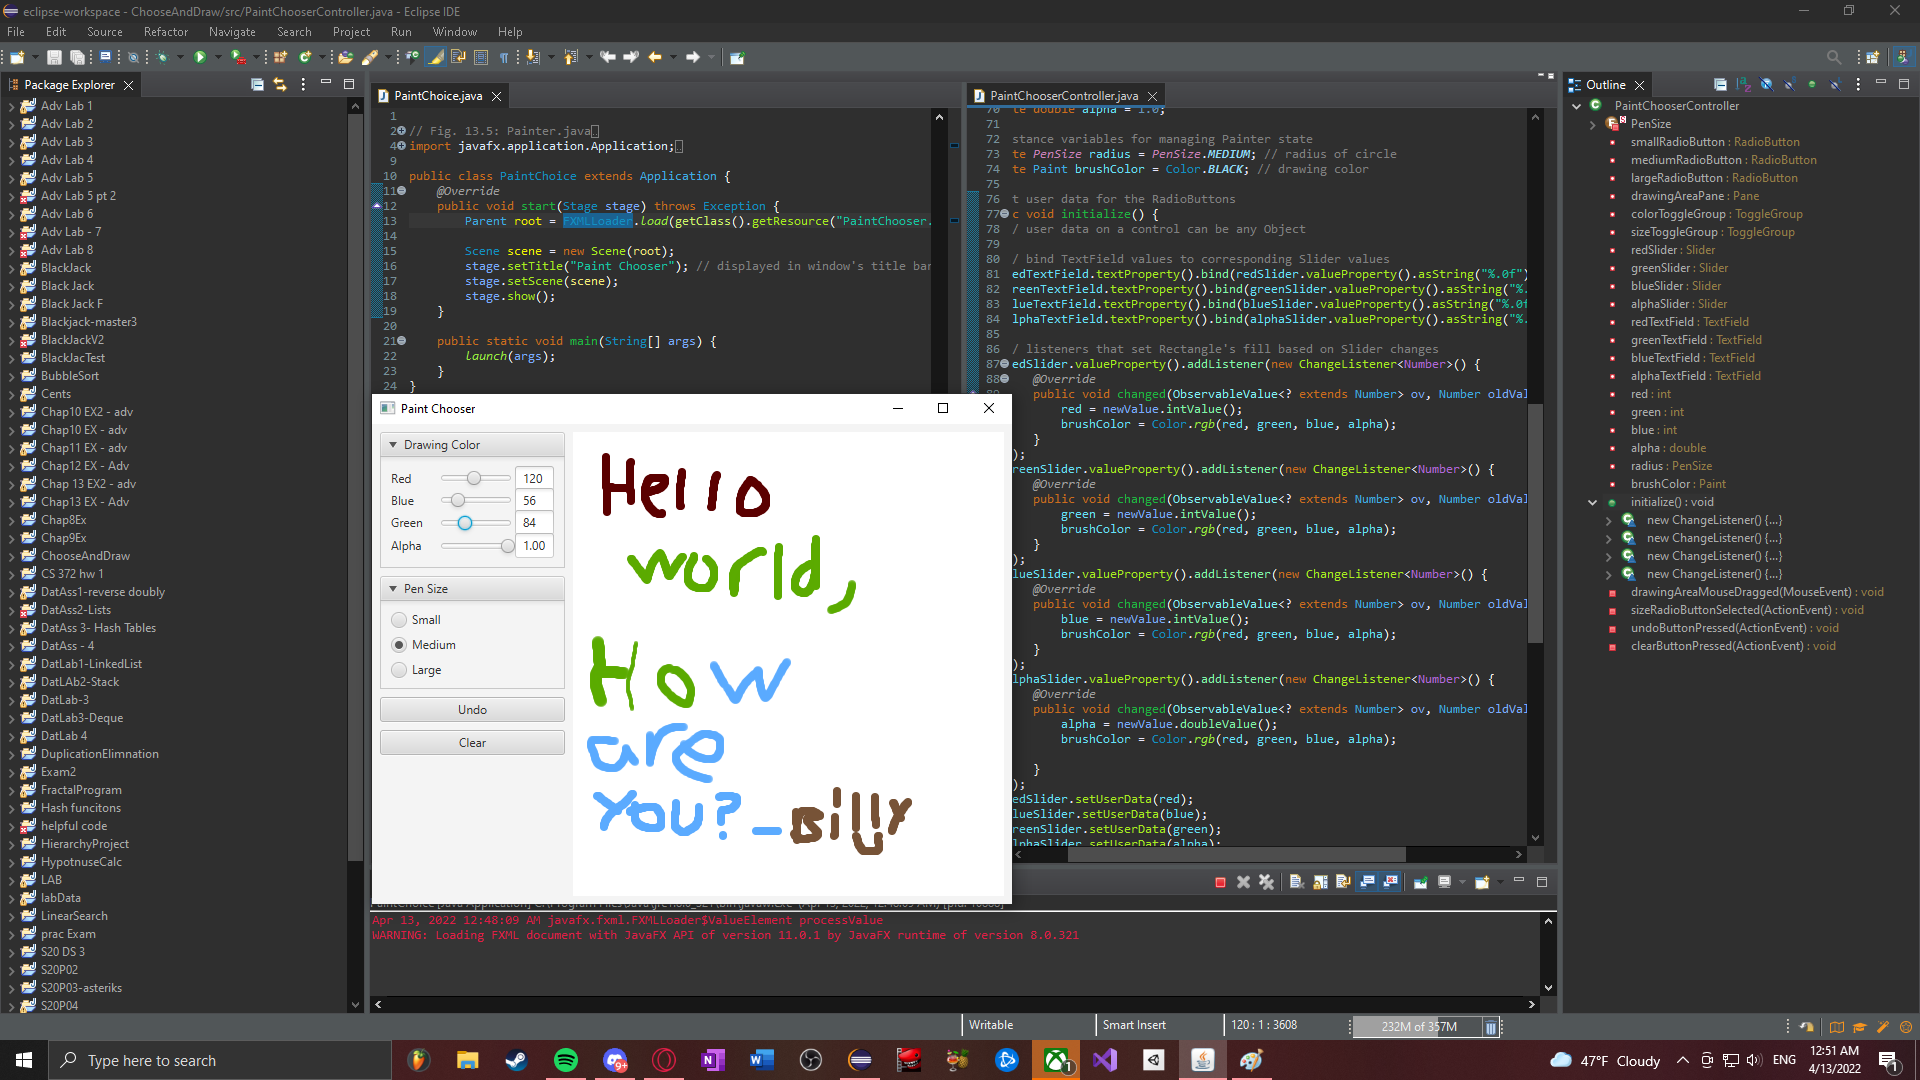 eclipse-workspace - ChooseAndDraw/src/PaintChooserController.java - Eclipse IDE
File Edit Source Refactor Navigate Search Project Run Window Help
Package Explorer
Adv Lab 1
Adv Lab 2
Adv Lab 3
Adv Lab 4
Adv Lab 5
Adv Lab 5 pt 2
Adv Lab 6
Adv Lab - 7
Adv Lab 8
BlackJack
Black Jack
Black Jack F
Blackjack-master3
BlackJackV2
BlackJacTest
BubbleSort
Cents
Chap10 EX2 - adv
Chap10 EX - adv
Chap11 EX - adv
Chap12 EX - Adv
Chap 13 EX2 - adv
Chap13 EX - Adv
Chap8Ex
Chap9Ex
ChooseAndDraw
CS 372 hw 1
DatAss1-reverse doubly
DatAss2-Lists
DatAss 3- Hash Tables
DatAss - 4
DatLab1-LinkedList
DatLAb2-Stack
DatLab-3
DatLab3-Deque
DatLab 4
DuplicationElimnation
Exam2
FractalProgram
Hash funcitons
helpful code
HierarchyProject
HypotnuseCalc
LAB
labData
LinearSearch
prac Exam
S20 DS 3
S20P02
S20P03-asteriks
S20P04
PaintChoice.java
1
2 // Fig. 13.5: Painter.java
4 import javafx.application.Application;
9
10 public class PaintChoice extends Application {
11 @Override
12 public void start(Stage stage) throws Exception {
13 Parent root = FXMLLoader.load(getClass().getResource("PaintChooser.
14
15 Scene scene = new Scene(root);
16 stage.setTitle("Paint Chooser"); // displayed in window's title bar
17 stage.setScene(scene);
18 stage.show();
19 }
20
21 public static void main(String[] args) {
22 launch(args);
23 }
24 }
PaintChooserController.java
70 te double alpha = 1.0;
71
72 stance variables for managing Painter state
73 te PenSize radius = PenSize.MEDIUM; // radius of circle
74 te Paint brushColor = Color.BLACK; // drawing color
75
76 t user data for the RadioButtons
77 c void initialize() {
78 / user data on a control can be any Object
79
80 / bind TextField values to corresponding Slider values
81 edTextField.textProperty().bind(redSlider.valueProperty().asString("%.0f")
82 reenTextField.textProperty().bind(greenSlider.valueProperty().asString("%.
83 lueTextField.textProperty().bind(blueSlider.valueProperty().asString("%.0f
84 lphaTextField.textProperty().bind(alphaSlider.valueProperty().asString("%.
85
86 / listeners that set Rectangle's fill based on Slider changes
87 edSlider.valueProperty().addListener(new ChangeListener<Number>() {
88 @Override
public void changed(ObservableValue<? extends Number> ov, Number oldVal
red = newValue.intValue();
brushColor = Color.rgb(red, green, blue, alpha);
}
);
reenSlider.valueProperty().addListener(new ChangeListener<Number>() {
@Override
public void changed(ObservableValue<? extends Number> ov, Number oldVal
green = newValue.intValue();
brushColor = Color.rgb(red, green, blue, alpha);
}
);
lueSlider.valueProperty().addListener(new ChangeListener<Number>() {
@Override
public void changed(ObservableValue<? extends Number> ov, Number oldVal
blue = newValue.intValue();
brushColor = Color.rgb(red, green, blue, alpha);
}
);
lphaSlider.valueProperty().addListener(new ChangeListener<Number>() {
@Override
public void changed(ObservableValue<? extends Number> ov, Number oldVal
alpha = newValue.doubleValue();
brushColor = Color.rgb(red, green, blue, alpha);
}
);
edSlider.setUserData(red);
lueSlider.setUserData(blue);
reenSlider.setUserData(green);
lphaSlider.setUserData(alpha);
Paint Chooser
Drawing Color
Red 120
Blue 56
Green 84
Alpha 1.00
Pen Size
Small
Medium
Large
Undo
Clear
Hello
world,
How
are
you? - Billy
Apr 13, 2022 12:48:09 AM javafx.fxml.FXMLLoader$ValueElement processValue
WARNING: Loading FXML document with JavaFX API of version 11.0.1 by JavaFX runtime of version 8.0.321
Outline
PaintChooserController
PenSize
smallRadioButton : RadioButton
mediumRadioButton : RadioButton
largeRadioButton : RadioButton
drawingAreaPane : Pane
colorToggleGroup : ToggleGroup
sizeToggleGroup : ToggleGroup
redSlider : Slider
greenSlider : Slider
blueSlider : Slider
alphaSlider : Slider
redTextField : TextField
greenTextField : TextField
blueTextField : TextField
alphaTextField : TextField
red : int
green : int
blue : int
alpha : double
radius : PenSize
brushColor : Paint
initialize() : void
new ChangeListener() {...}
new ChangeListener() {...}
new ChangeListener() {...}
new ChangeListener() {...}
drawingAreaMouseDragged(MouseEvent) : void
sizeRadioButtonSelected(ActionEvent) : void
undoButtonPressed(ActionEvent) : void
clearButtonPressed(ActionEvent) : void
Writable Smart Insert 120 : 1 : 3608 232M of 357M
Type here to search
47°F Cloudy ENG 12:51 AM
4/13/2022